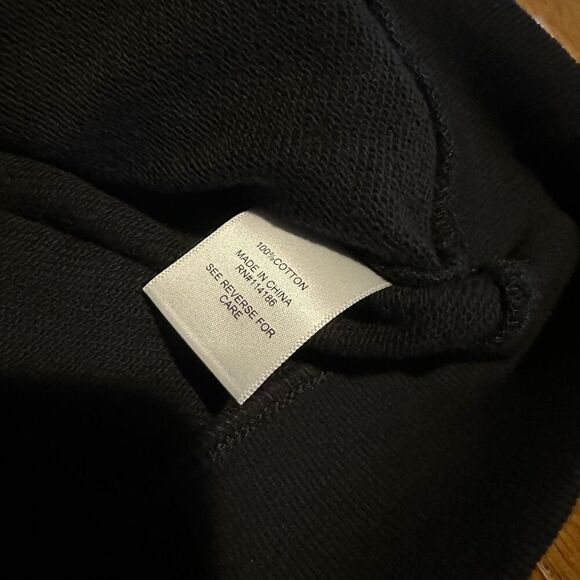 100%COTTON
MADE IN CHINA
RN#114186
SEE REVERSE FOR
CARE